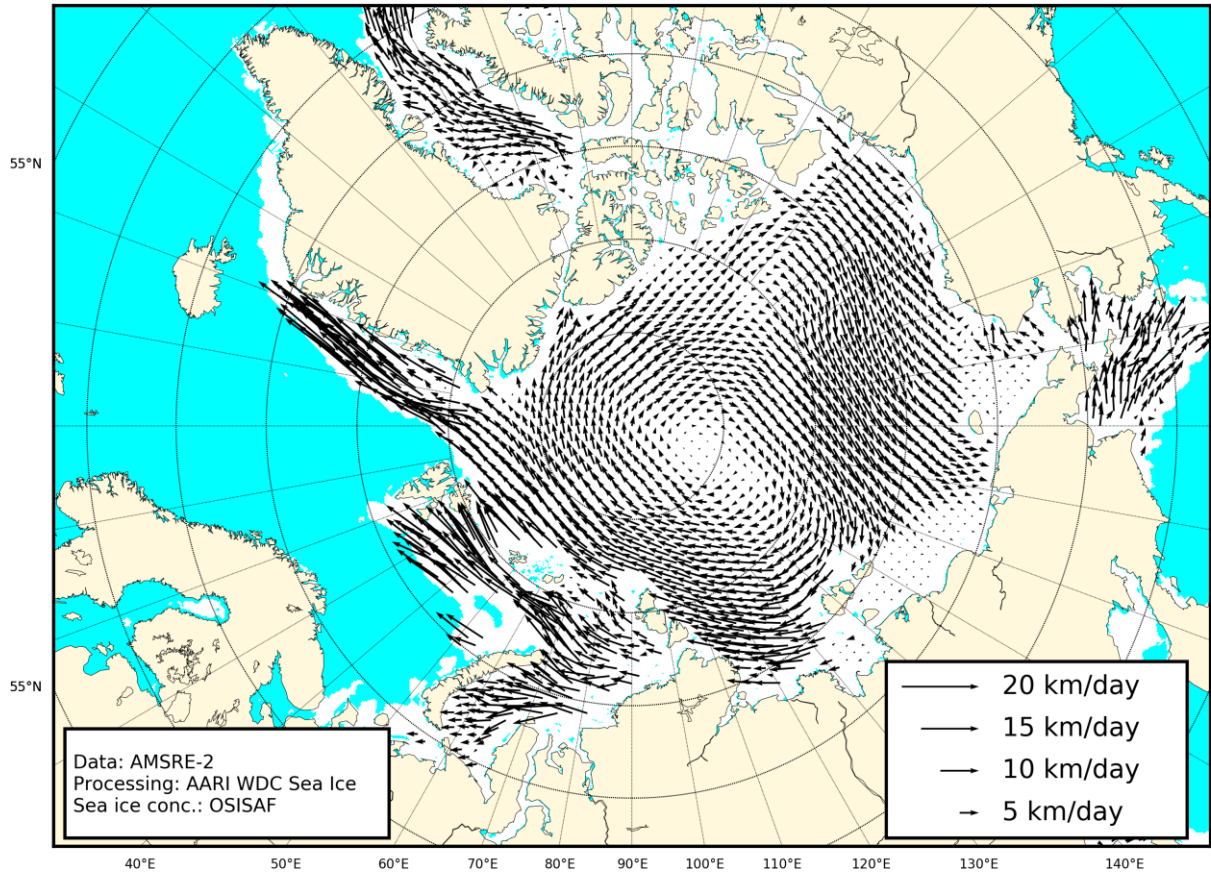 55°N
55°N
Data: AMSRE-2
Processing: AARI WDC Sea Ice
Sea ice conc.: OSISAF
20 km/day
15 km/day
10 km/day
5 km/day
40°E 50°E 60°E 70°E 80°E 90°E 100°E 110°E 120°E 130°E 140°E